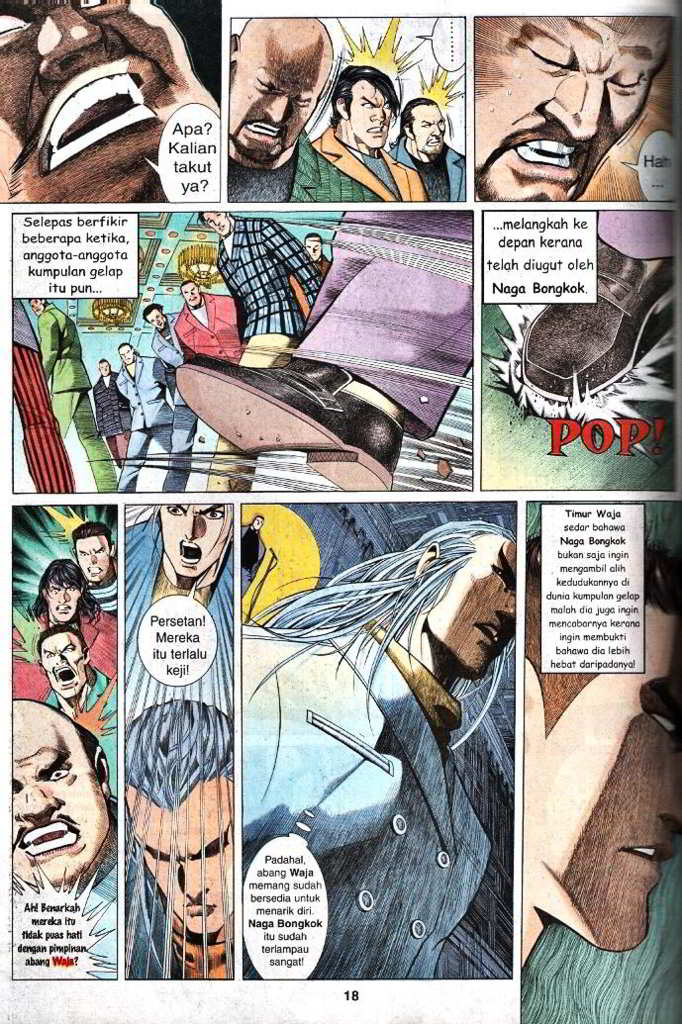 Apa?
Kalian
takut
ya?
.......
Hah
...
Selepas berfikir
beberapa ketika,
anggota-anggota
kumpulan gelap
itu pun...
...melangkah ke
depan kerana
telah diugut oleh
Naga Bongkok.
POP!
Ah! Benarkah
mereka itu
tidak puas hati
dengan pimpinan
abang Waja?
Persetan!
Mereka
itu terlalu
keji!
Padahal,
abang Waja
memang sudah
bersedia untuk
menarik diri.
Naga Bongkok
itu sudah
terlampau
sangat!
Timur Waja
sedar bahawa
Naga Bongkok
bukan saja ingin
mengambil alih
kedudukannya di
dunia kumpulan gelap
malah dia juga ingin
mencabarnya kerana
ingin membukti
bahawa dia lebih
hebat daripadanya!
18